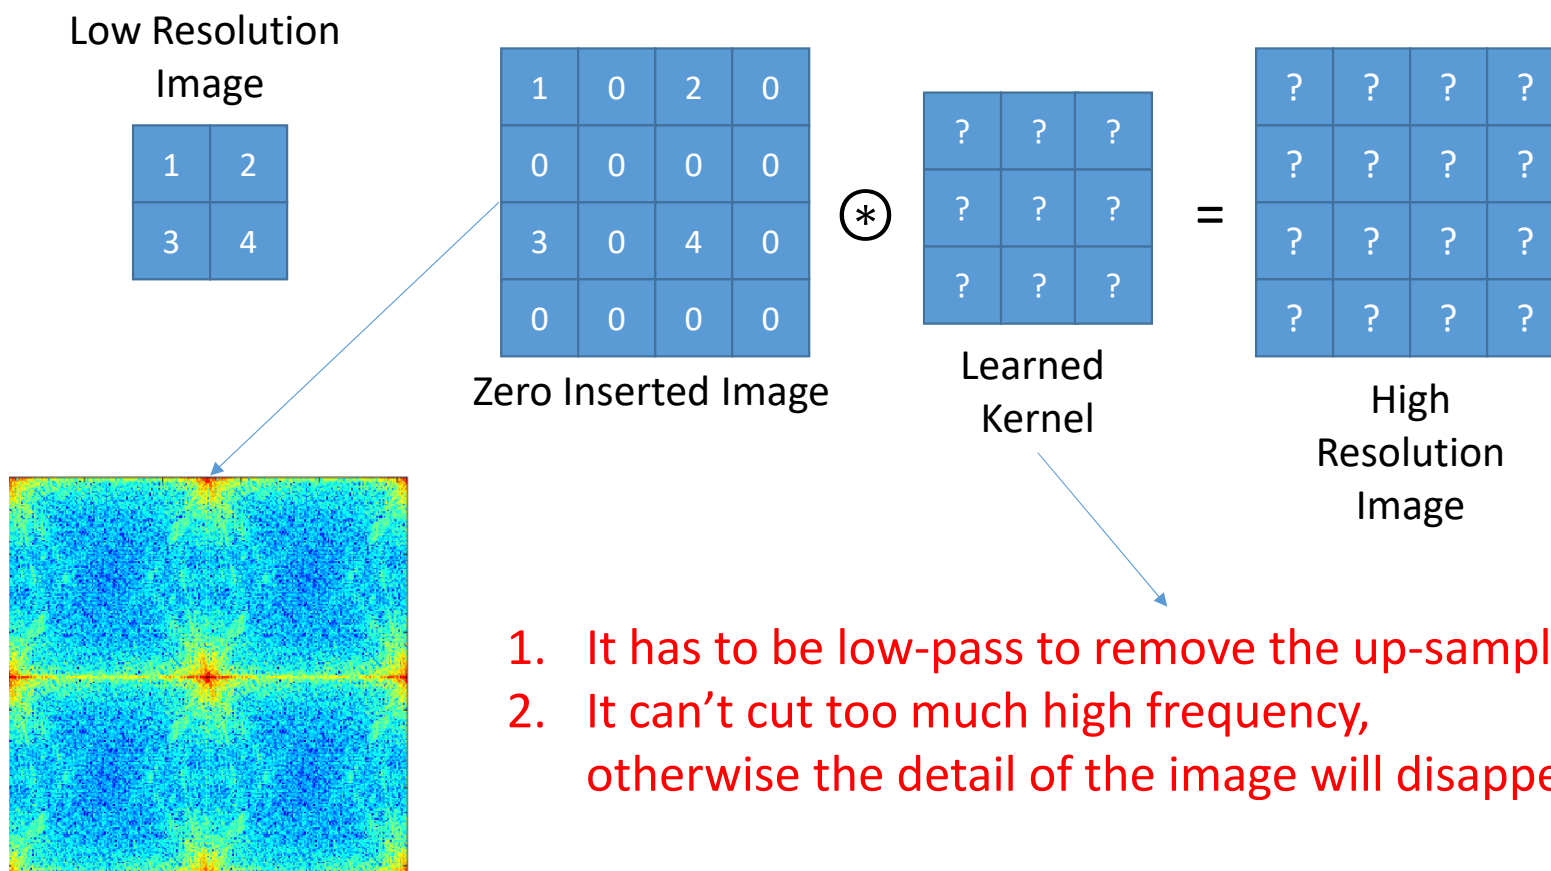 Low Resolution
Image
1 2
3 4
1 0 2 0
0 0 0 0
3 0 4 0
0 0 0 0
Zero Inserted Image
*
? ? ?
? ? ?
? ? ?
Learned
Kernel
=
? ? ? ?
? ? ? ?
? ? ? ?
? ? ? ?
High
Resolution
Image
1. It has to be low-pass to remove the up-sampl
2. It can’t cut too much high frequency,
otherwise the detail of the image will disappe